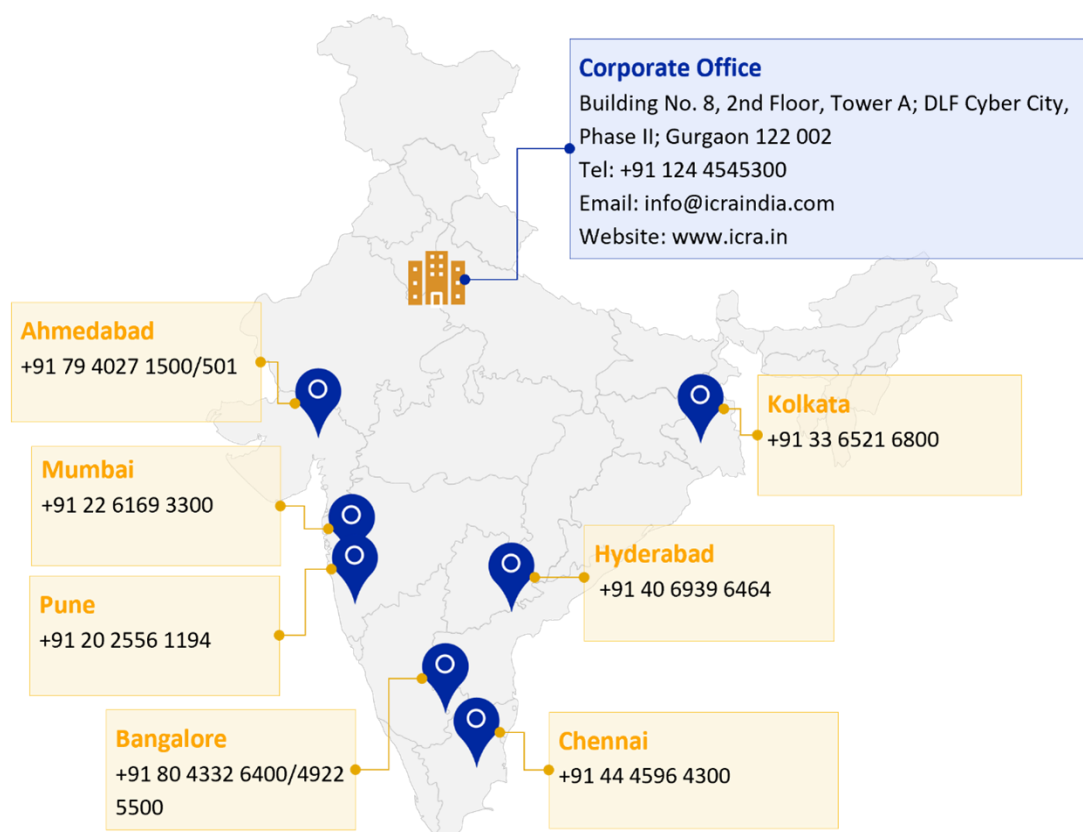 Corporate Office
Building No. 8, 2nd Floor, Tower A; DLF Cyber City,
Phase II; Gurgaon 122 002
Tel: +91 124 4545300
Email: info@icraindia.com
Website: www.icra.in
Ahmedabad
+91 79 4027 1500/501
Kolkata
+91 33 6521 6800
Mumbai
+91 22 6169 3300
Hyderabad
+91 40 6939 6464
Pune
+91 20 2556 1194
Bangalore
+91 80 4332 6400/4922
5500
Chennai
+91 44 4596 4300